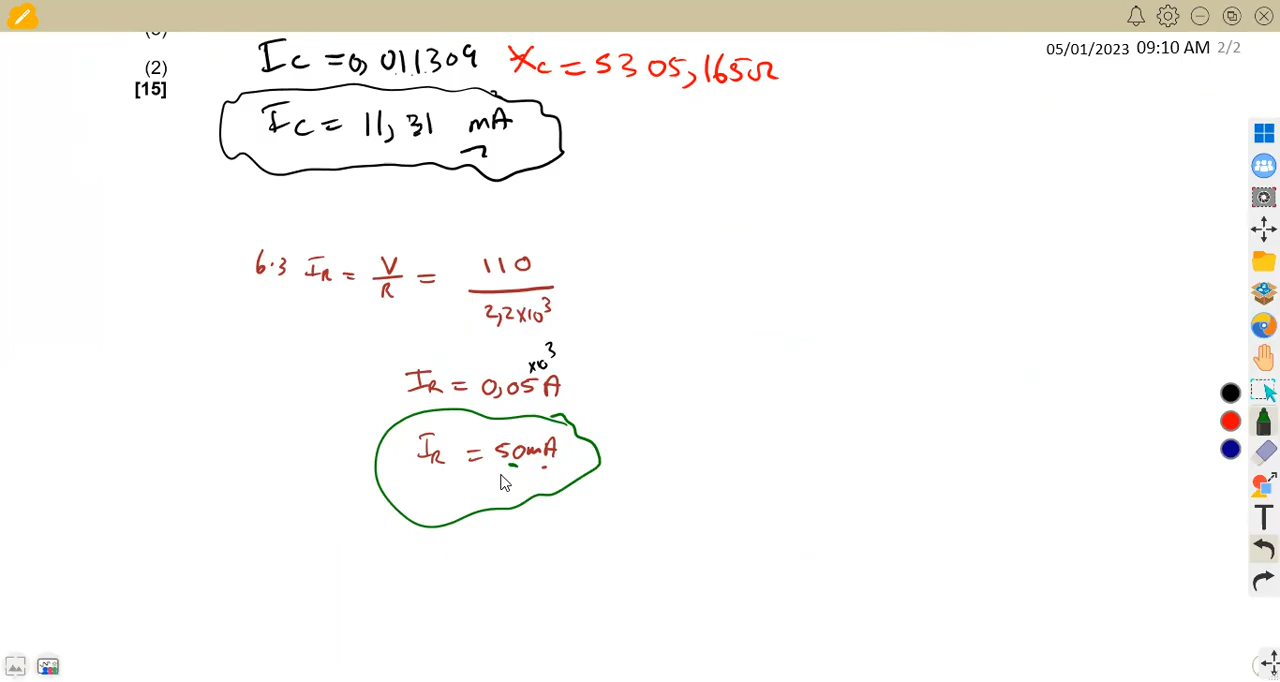 05/01/2023 09:10 AM 2/2
(2)
[15]
Ic = 0,011309 Xc = 5305,165Ω
Ic = 11,31 mA
6.3 IR = V/R = 110/2,2x10³
x10³
IR = 0,05A
IR = 50mA